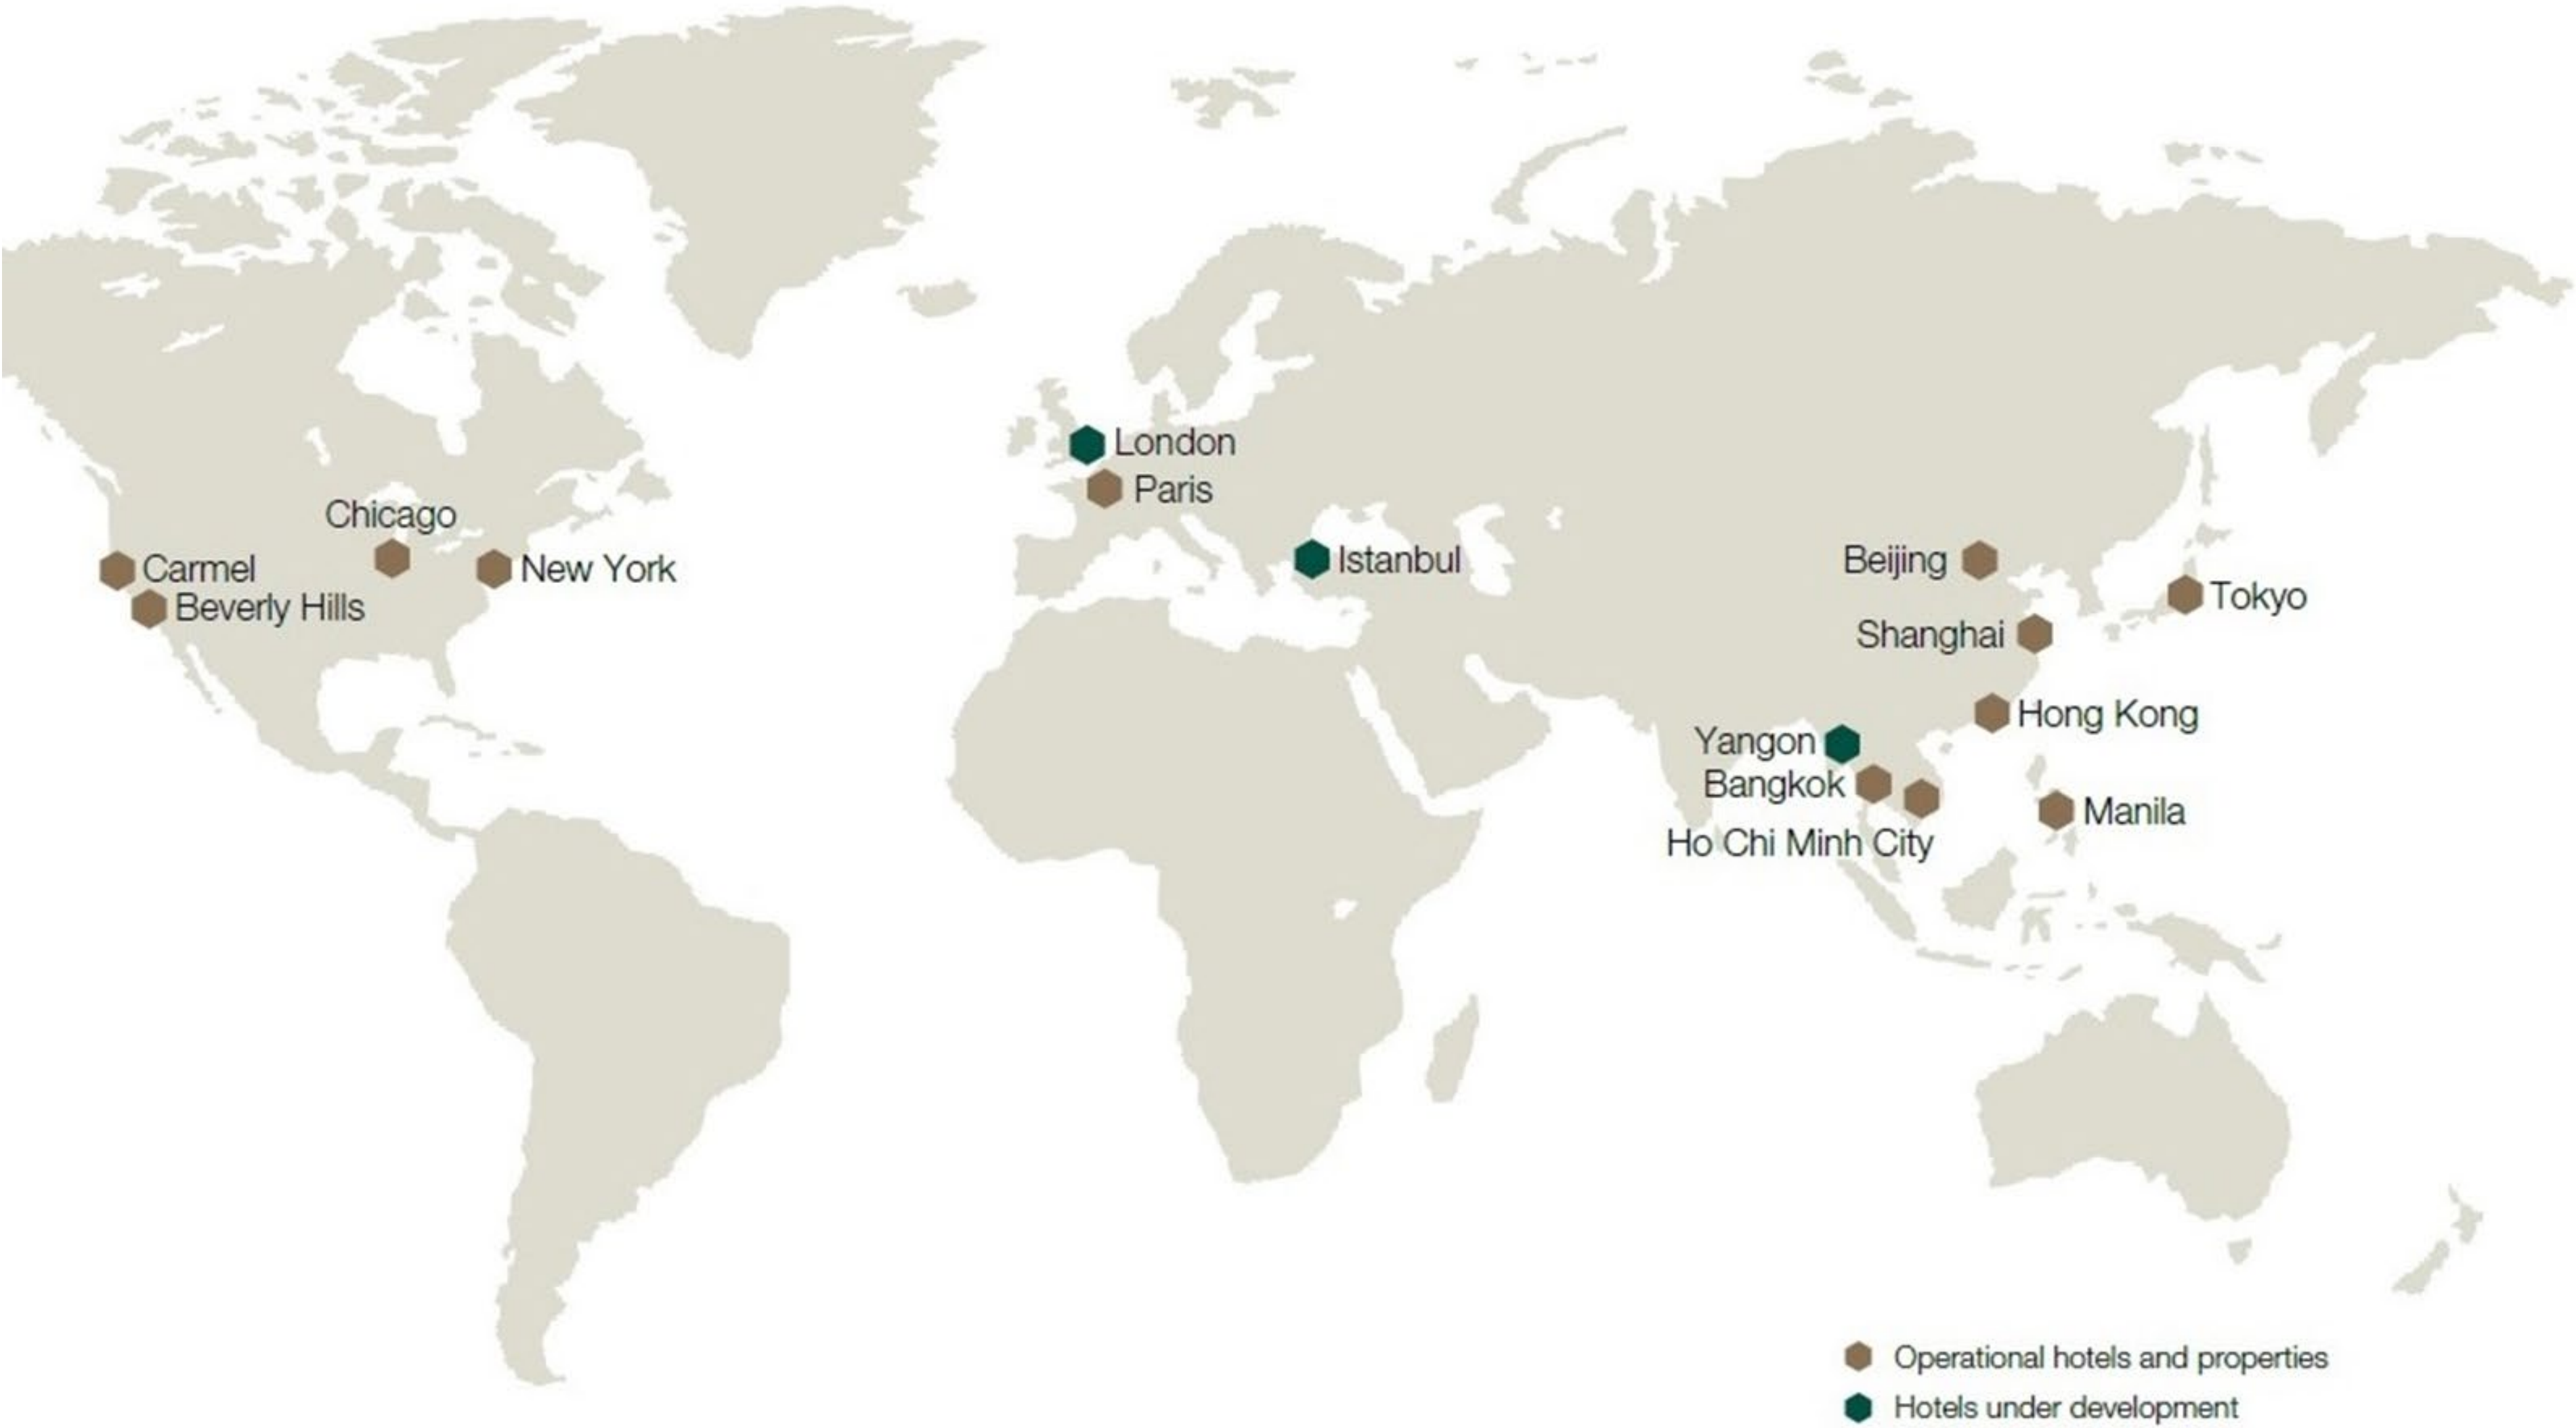 London
Paris
Chicago
Carmel
New York
Istanbul
Beijing
Beverly Hills
Tokyo
Shanghai
Hong Kong
Yangon
Bangkok
Manila
Ho Chi Minh City
Operational hotels and properties
Hotels under development